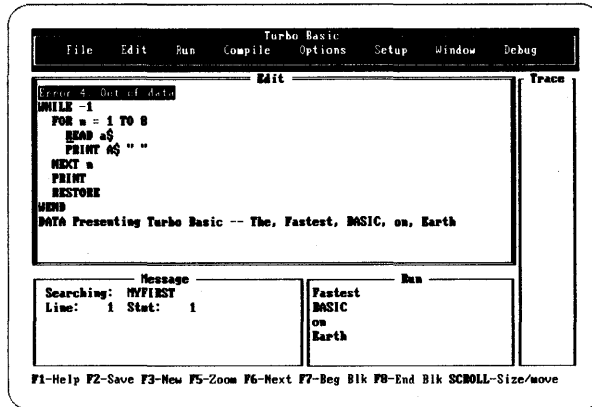 Turbo Basic
File Edit Run Compile Options Setup Window Debug
Edit
Trace
Error 4. Out of data
WHILE -1
FOR n = 1 TO 8
READ a$
PRINT A$ " "
NEXT n
PRINT
RESTORE
WEND
DATA Presenting Turbo Basic -- The, Fastest, BASIC, on, Earth
Message
Searching: MYFIRST
Line: 1 Stmt: 1
Run
Fastest
BASIC
on
Earth
F1-Help F2-Save F3-New F5-Zoom F6-Next F7-Beg Blk F8-End Blk SCROLL-Size/move